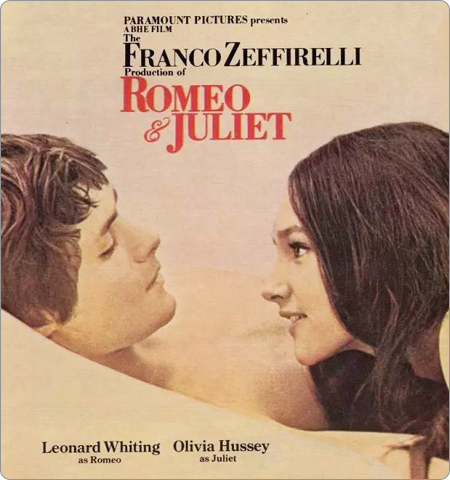 PARAMOUNT PICTURES presents
A BHE FILM
The
FRANCO ZEFFIRELLI
Production of
ROMEO
& JULIET
Leonard Whiting Olivia Hussey
as Romeo as Juliet